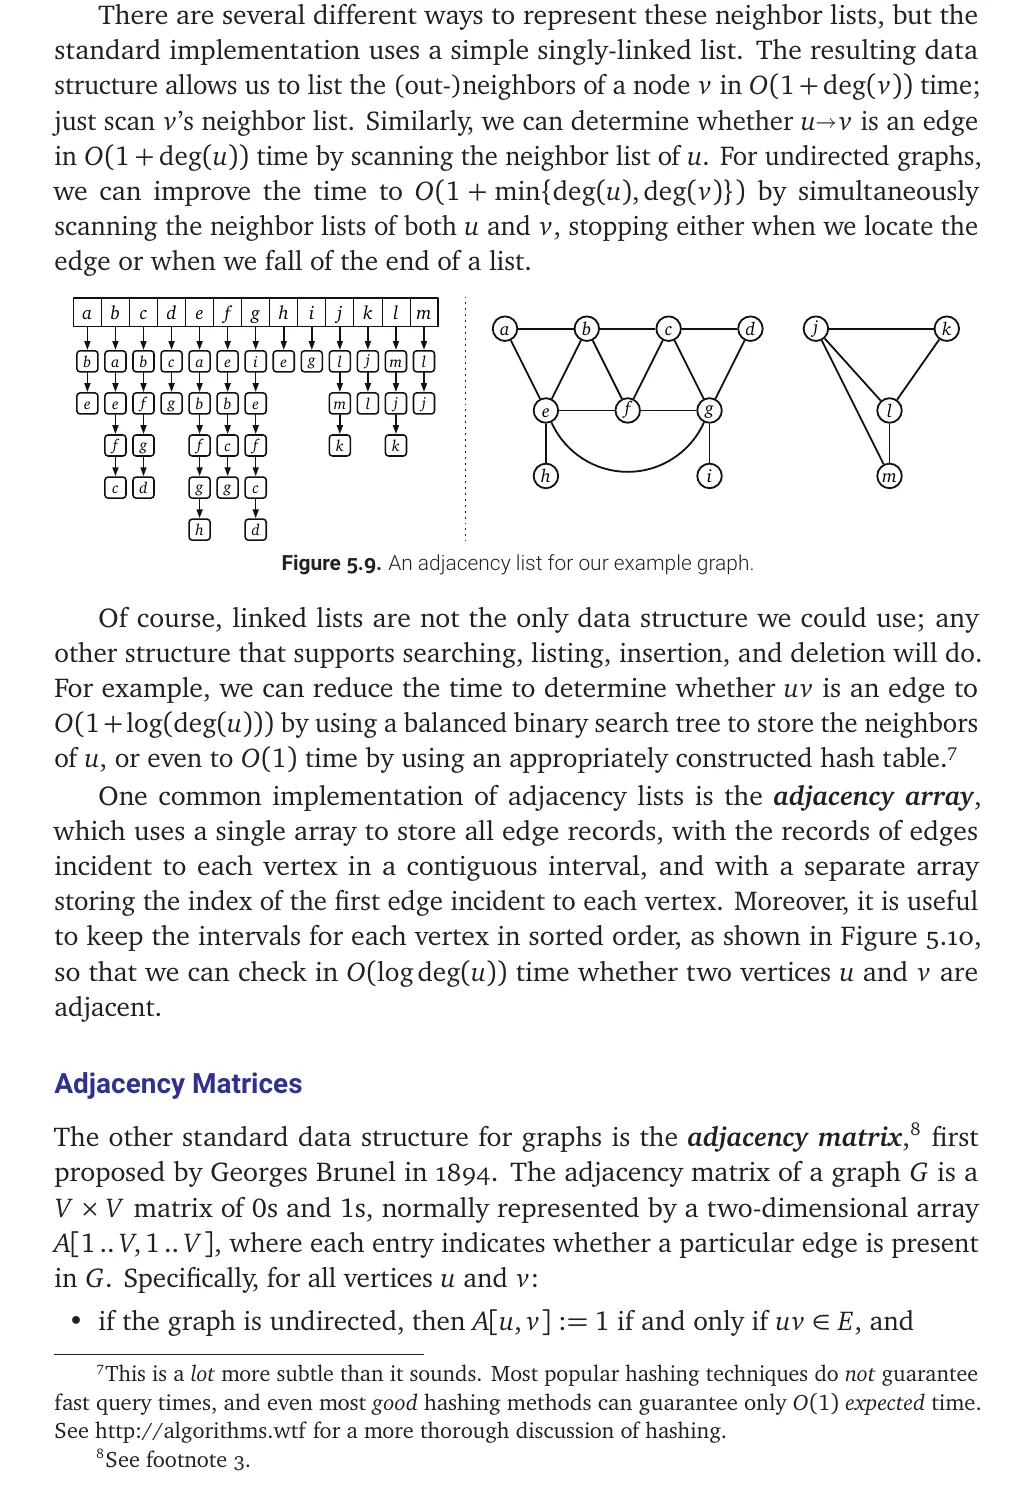 There are several different ways to represent these neighbor lists, but the
standard implementation uses a simple singly-linked list. The resulting data
structure allows us to list the (out-)neighbors of a node v in O(1+deg(v)) time;
just scan v’s neighbor list. Similarly, we can determine whether u→v is an edge
in O(1+deg(u)) time by scanning the neighbor list of u. For undirected graphs,
we can improve the time to O(1 + min{deg(u), deg(v)}) by simultaneously
scanning the neighbor lists of both u and v, stopping either when we locate the
edge or when we fall of the end of a list.
a b c d e f g h i j k l m
b a b c a e i e g l j m l
e e f g b b e m l j j
f g f c f k k
c d g g c
h d
a b c d j k
e f g l
h i m
Figure 5.9. An adjacency list for our example graph.
Of course, linked lists are not the only data structure we could use; any
other structure that supports searching, listing, insertion, and deletion will do.
For example, we can reduce the time to determine whether uv is an edge to
O(1+log(deg(u))) by using a balanced binary search tree to store the neighbors
of u, or even to O(1) time by using an appropriately constructed hash table.⁷
One common implementation of adjacency lists is the adjacency array,
which uses a single array to store all edge records, with the records of edges
incident to each vertex in a contiguous interval, and with a separate array
storing the index of the first edge incident to each vertex. Moreover, it is useful
to keep the intervals for each vertex in sorted order, as shown in Figure 5.10,
so that we can check in O(log deg(u)) time whether two vertices u and v are
adjacent.
Adjacency Matrices
The other standard data structure for graphs is the adjacency matrix,⁸ first
proposed by Georges Brunel in 1894. The adjacency matrix of a graph G is a
V × V matrix of 0s and 1s, normally represented by a two-dimensional array
A[1 .. V, 1 .. V], where each entry indicates whether a particular edge is present
in G. Specifically, for all vertices u and v:
• if the graph is undirected, then A[u, v] := 1 if and only if uv ∈ E, and
⁷This is a lot more subtle than it sounds. Most popular hashing techniques do not guarantee
fast query times, and even most good hashing methods can guarantee only O(1) expected time.
See http://algorithms.wtf for a more thorough discussion of hashing.
⁸See footnote 3.